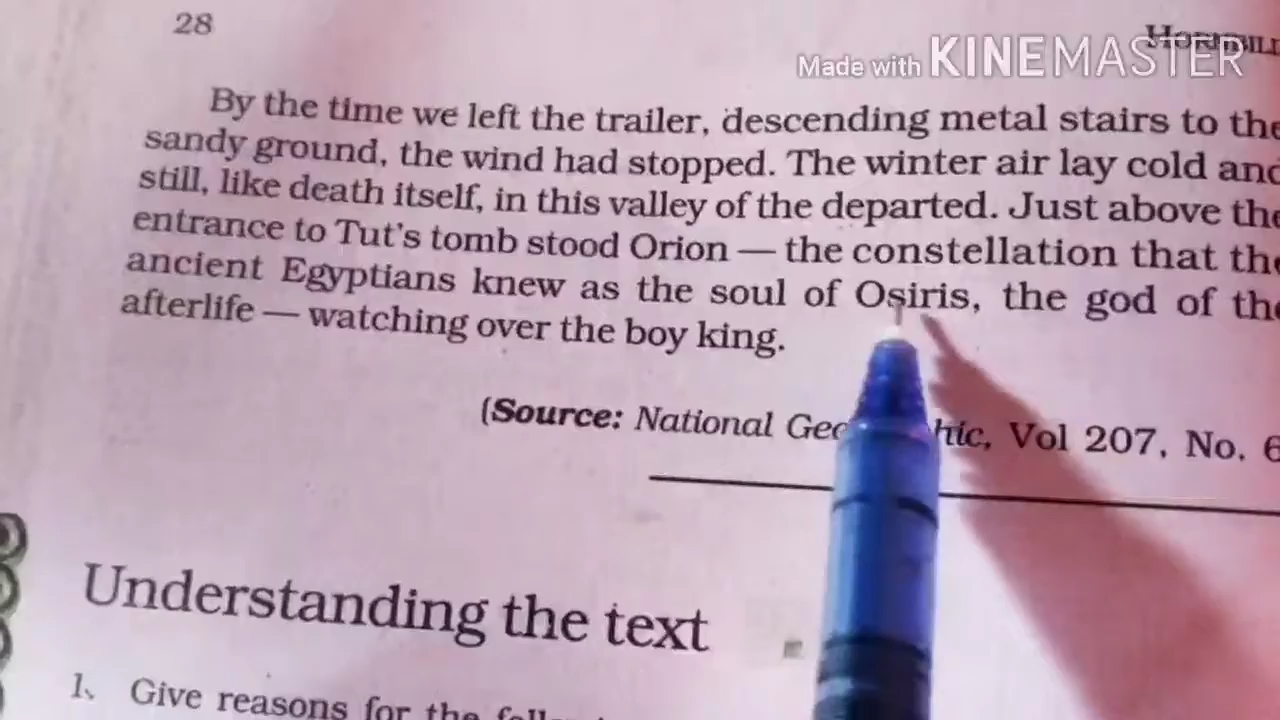 28
Made with KINEMASTER
By the time we left the trailer, descending metal stairs to the
sandy ground, the wind had stopped. The winter air lay cold and
still, like death itself, in this valley of the departed. Just above the
entrance to Tut's tomb stood Orion — the constellation that the
ancient Egyptians knew as the soul of Osiris, the god of the
afterlife — watching over the boy king.
(Source: National Geo hic, Vol 207, No. 6
Understanding the text
1. Give reasons for the